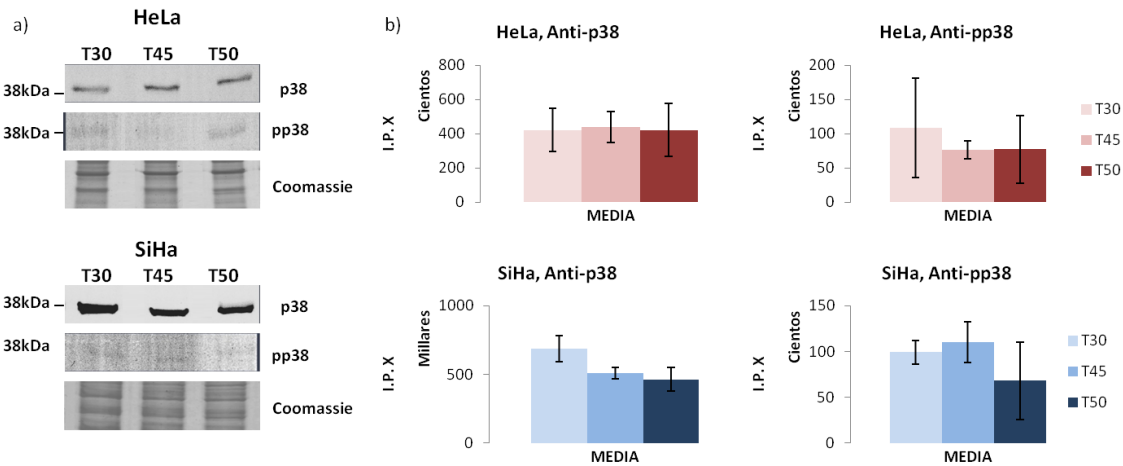 a)
HeLa
T30 T45 T50
38kDa
p38
38kDa
pp38
Coomassie
SiHa
T30 T45 T50
38kDa
p38
38kDa
pp38
Coomassie
b)
HeLa, Anti-p38
I.P. X
Cientos
800
600
400
200
0
MEDIA
HeLa, Anti-pp38
I.P. X
Cientos
200
150
100
50
0
MEDIA
T30
T45
T50
SiHa, Anti-p38
I.P. X
Millares
1000
500
0
MEDIA
SiHa, Anti-pp38
I.P. X
Cientos
150
100
50
0
MEDIA
T30
T45
T50